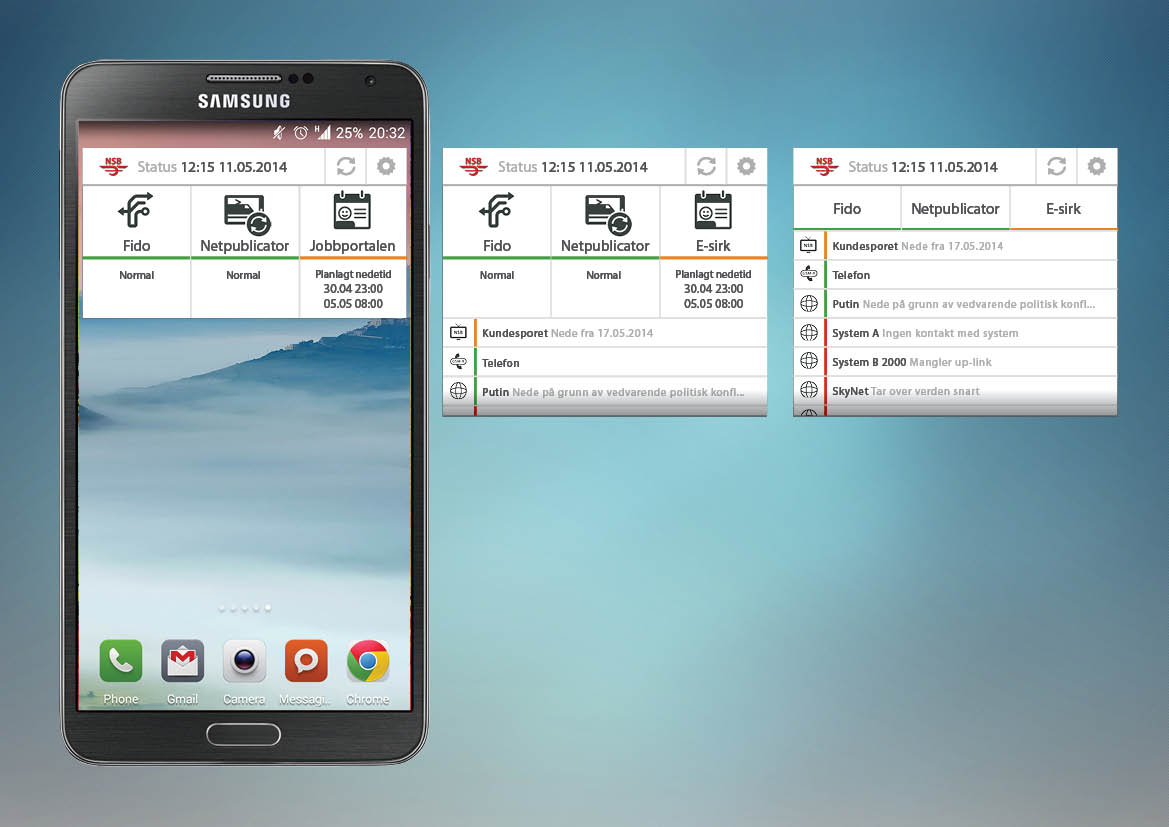 SAMSUNG
H 25% 20:32
NSB Status 12:15 11.05.2014
Fido Netpublicator Jobbportalen
Normal Normal Planlagt nedetid
30.04 23:00
05.05 08:00
Phone Gmail Camera Messagi.. Chrome
NSB Status 12:15 11.05.2014
Fido Netpublicator E-sirk
Normal Normal Planlagt nedetid
30.04 23:00
05.05 08:00
NSB Kundesporet Nede fra 17.05.2014
Telefon
Putin Nede på grunn av vedvarende politisk konfl...
NSB Status 12:15 11.05.2014
Fido Netpublicator E-sirk
NSB Kundesporet Nede fra 17.05.2014
Telefon
Putin Nede på grunn av vedvarende politisk konfl...
System A Ingen kontakt med system
System B 2000 Mangler up-link
SkyNet Tar over verden snart